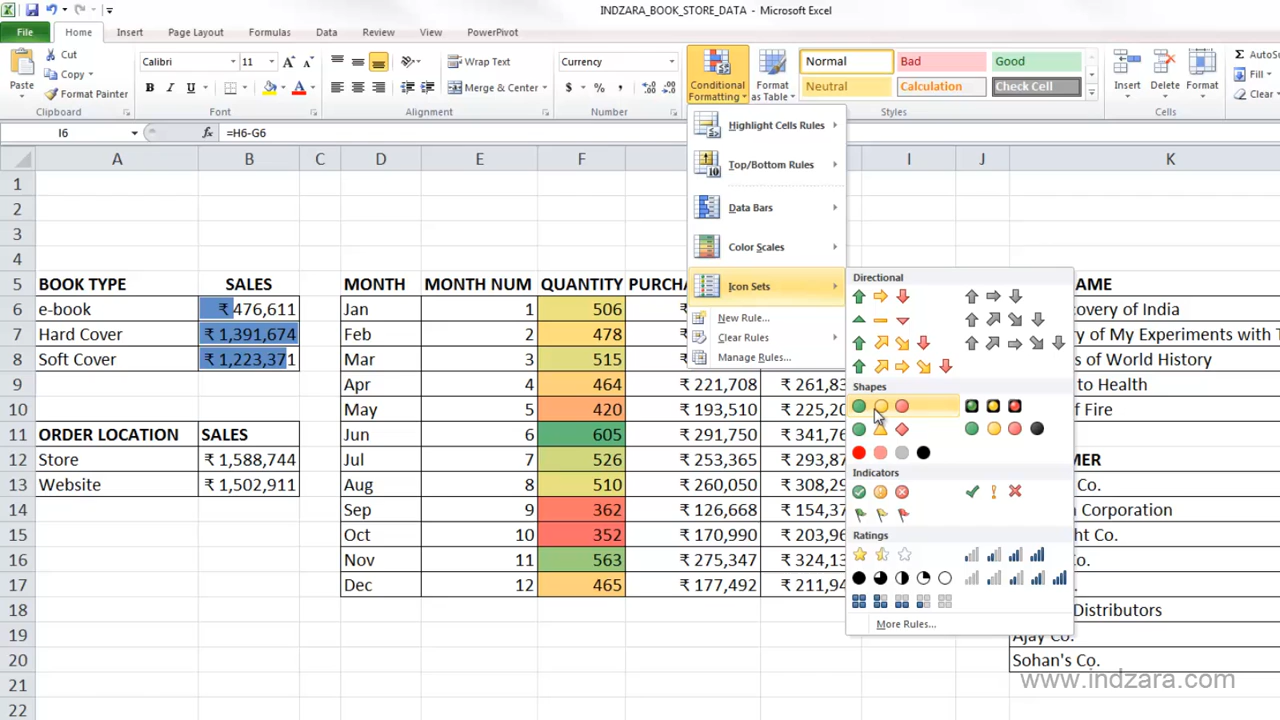 INDZARA_BOOK_STORE_DATA - Microsoft Excel
File Home Insert Page Layout Formulas Data Review View PowerPivot
Cut
Copy
Format Painter
Paste
Clipboard
Calibri 11
B I U
Font
Wrap Text
Merge & Center
Alignment
Currency
$ % ,
Number
Conditional Formatting
Format as Table
Normal Bad Good
Neutral Calculation Check Cell
Styles
Insert Delete Format
Cells
AutoS
Fill
Clear
I6 fx =H6-G6
A B C D E F I J K
1
2
3
4
5 BOOK TYPE SALES MONTH MONTH NUM QUANTITY PURCH AME
6 e-book ₹ 476,611 Jan 1 506 ₹ covery of India
7 Hard Cover ₹ 1,391,674 Feb 2 478 ₹ y of My Experiments with T
8 Soft Cover ₹ 1,223,371 Mar 3 515 ₹ s of World History
9 Apr 4 464 ₹ 221,708 ₹ 261,83 to Health
10 May 5 420 ₹ 193,510 ₹ 225,20 f Fire
11 ORDER LOCATION SALES Jun 6 605 ₹ 291,750 ₹ 341,76
12 Store ₹ 1,588,744 Jul 7 526 ₹ 253,365 ₹ 293,87 MER
13 Website ₹ 1,502,911 Aug 8 510 ₹ 260,050 ₹ 308,29 Co.
14 Sep 9 362 ₹ 126,668 ₹ 154,37 n Corporation
15 Oct 10 352 ₹ 170,990 ₹ 203,96 ght Co.
16 Nov 11 563 ₹ 275,347 ₹ 324,13 Co.
17 Dec 12 465 ₹ 177,492 ₹ 211,94
18 Distributors
19 Ajay Co.
20 Sohan's Co.
21
22
Highlight Cells Rules
Top/Bottom Rules
Data Bars
Color Scales
Icon Sets
New Rule...
Clear Rules
Manage Rules...
Directional
Shapes
Indicators
Ratings
More Rules...
www.indzara.com